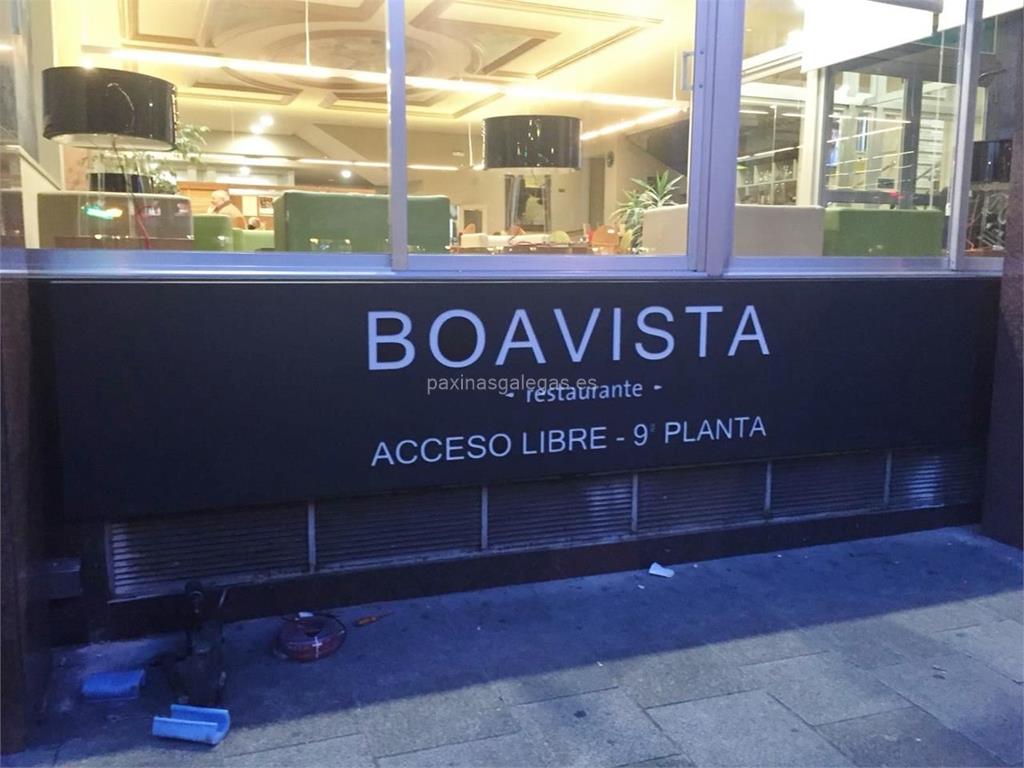 BOAVISTA
paxinasgalegas.es
- restaurante -
ACCESO LIBRE - 9ª PLANTA